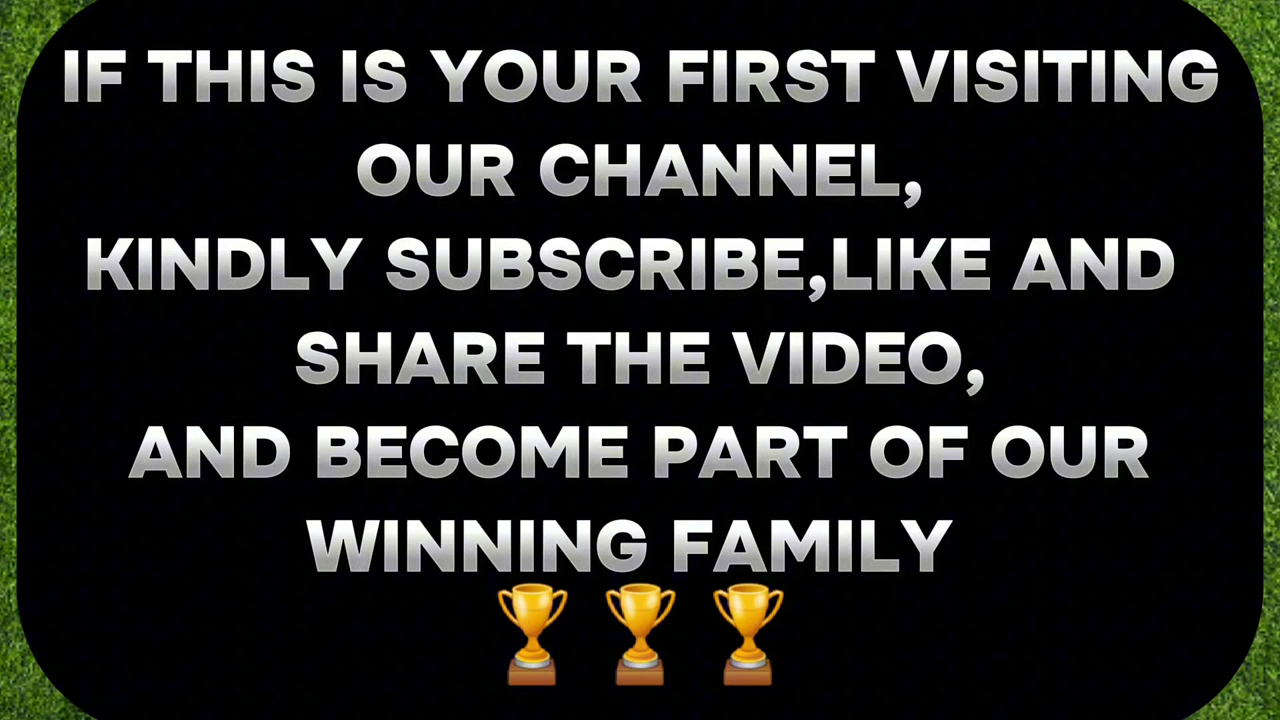 IF THIS IS YOUR FIRST VISITING
OUR CHANNEL,
KINDLY SUBSCRIBE,LIKE AND
SHARE THE VIDEO,
AND BECOME PART OF OUR
WINNING FAMILY
🏆 🏆 🏆